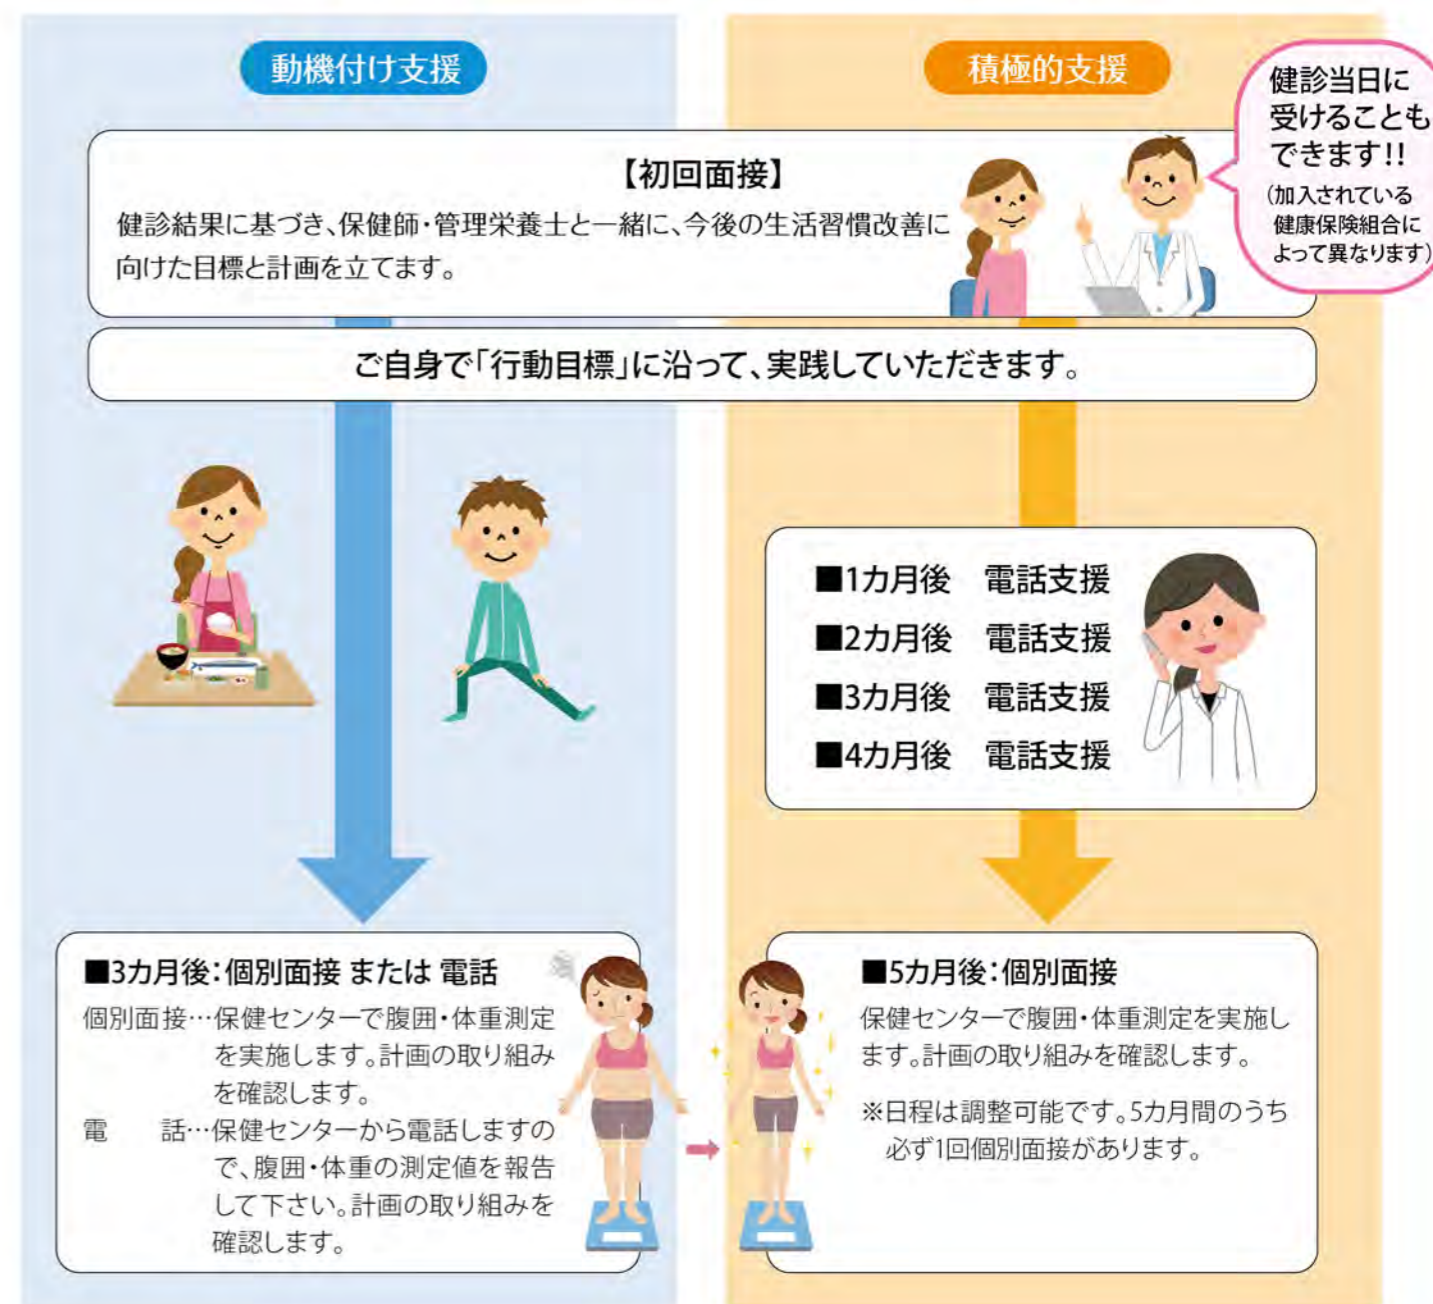 動機付け支援
積極的支援
健診当日に
受けることも
できます!!
(加入されている
健康保険組合に
よって異なります)
【初回面接】
健診結果に基づき、保健師・管理栄養士と一緒に、今後の生活習慣改善に
向けた目標と計画を立てます。
ご自身で「行動目標」に沿って、実践していただきます。
■1カ月後　電話支援
■2カ月後　電話支援
■3カ月後　電話支援
■4カ月後　電話支援
■3カ月後：個別面接 または 電話
個別面接…保健センターで腹囲・体重測定
を実施します。計画の取り組み
を確認します。
電　　話…保健センターから電話しますの
で、腹囲・体重の測定値を報告
して下さい。計画の取り組みを
確認します。
■5カ月後：個別面接
保健センターで腹囲・体重測定を実施し
ます。計画の取り組みを確認します。
※日程は調整可能です。5カ月間のうち
必ず1回個別面接があります。